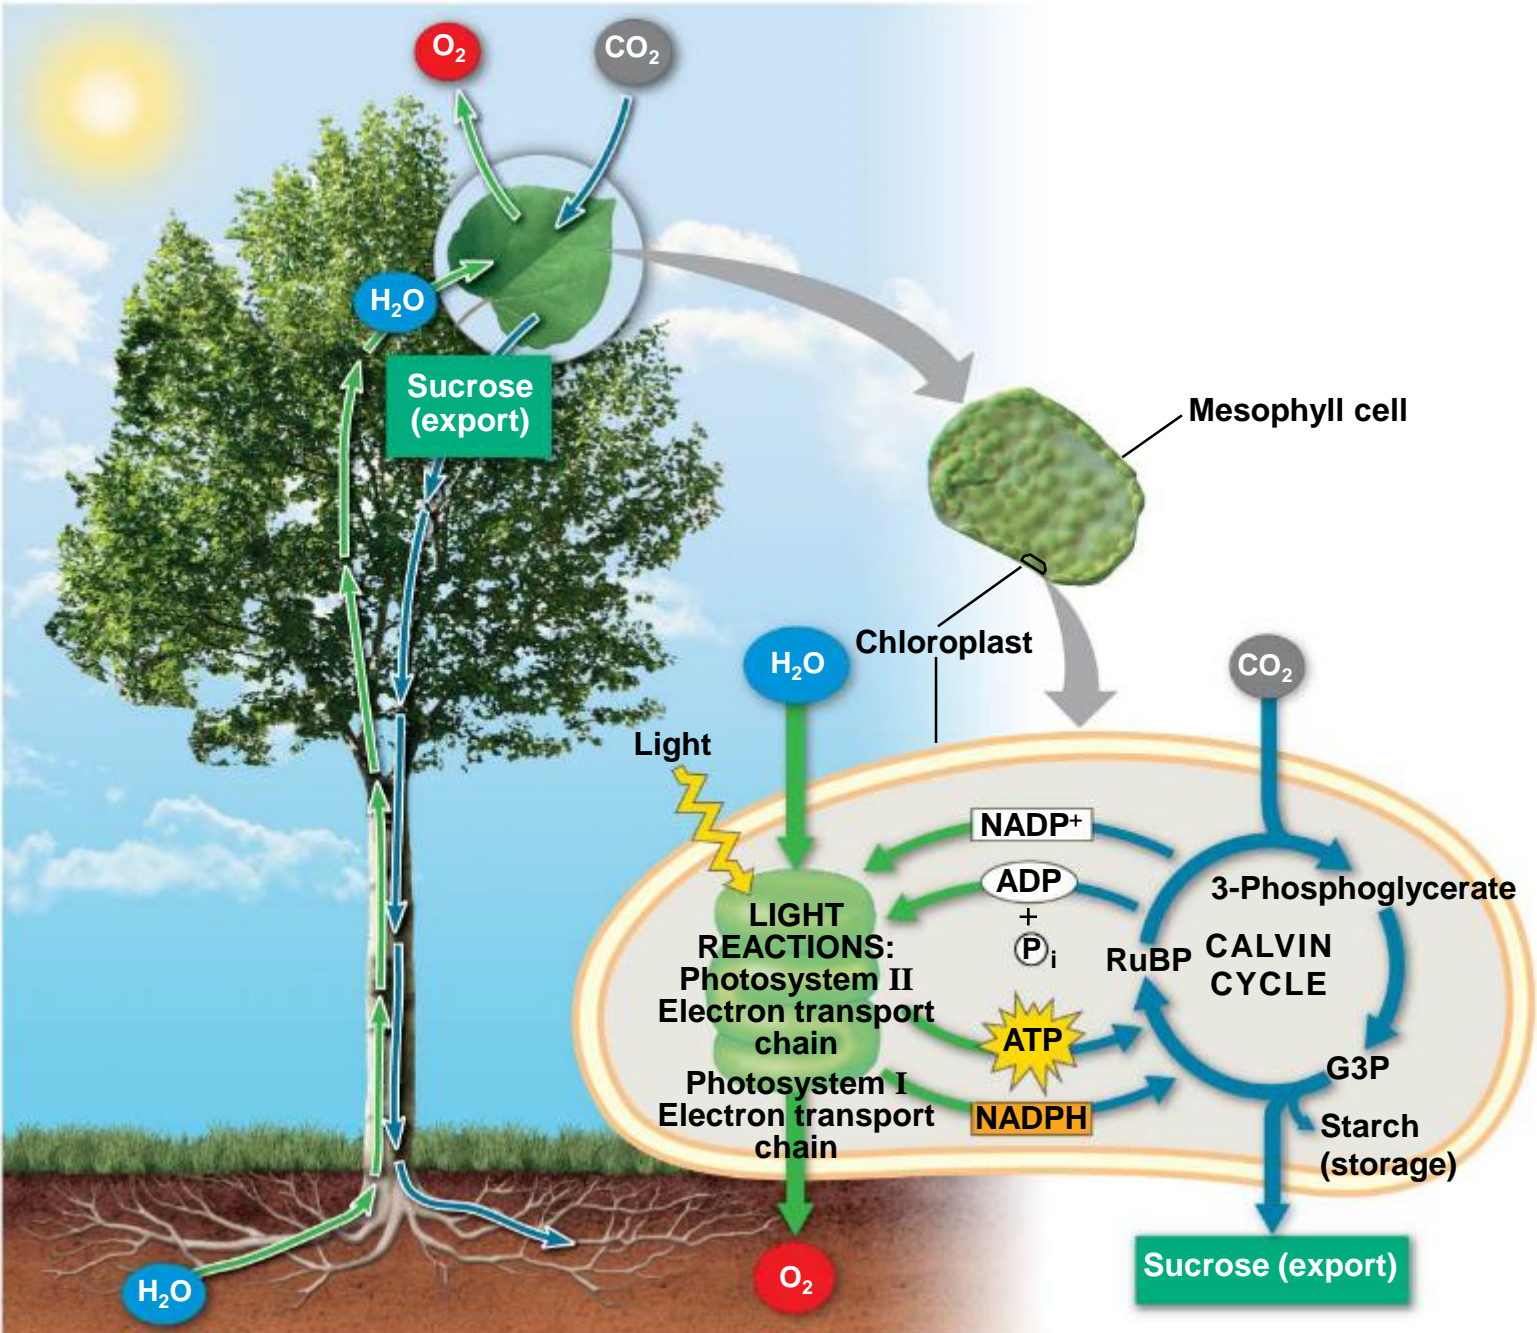 O₂
CO₂
H₂O
Sucrose
(export)
Mesophyll cell
Chloroplast
H₂O
CO₂
Light
NADP⁺
ADP
+
Pᵢ
3-Phosphoglycerate
LIGHT
REACTIONS:
Photosystem II
Electron transport
chain
Photosystem I
Electron transport
chain
RuBP
CALVIN
CYCLE
ATP
NADPH
G3P
Starch
(storage)
H₂O
O₂
Sucrose (export)